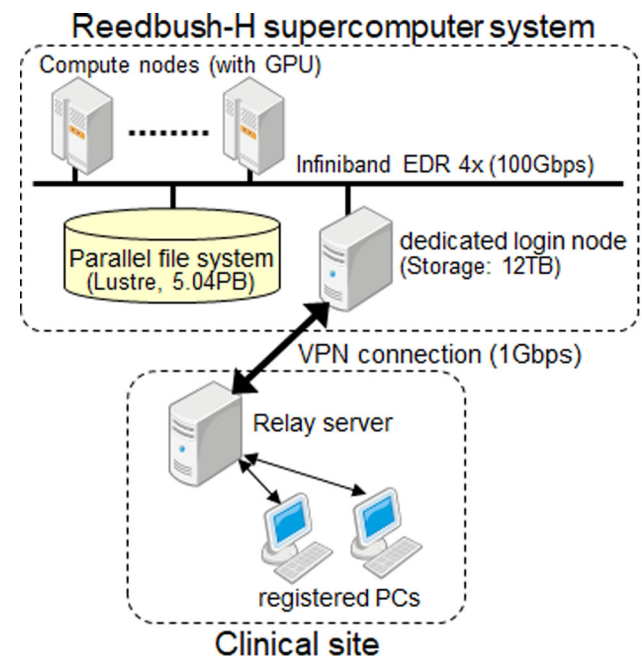 Reedbush-H supercomputer system
Compute nodes (with GPU)
Infiniband EDR 4x (100Gbps)
Parallel file system
(Lustre, 5.04PB)
dedicated login node
(Storage: 12TB)
VPN connection (1Gbps)
Relay server
registered PCs
Clinical site